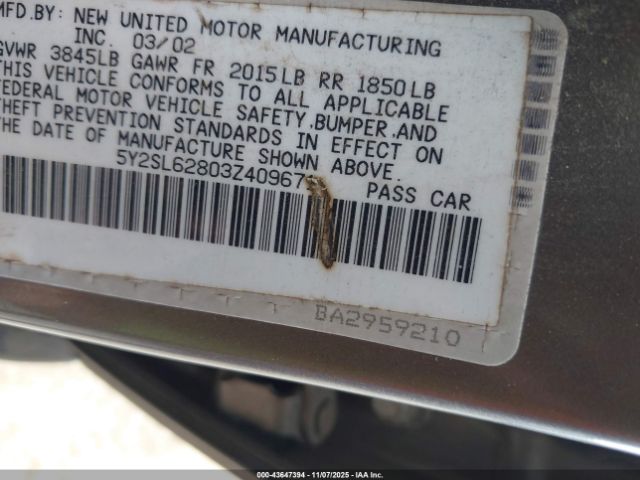 MFD.BY: NEW UNITED MOTOR MANUFACTURING
INC. 03/02
GVWR 3845LB GAWR FR 2015LB RR 1850LB
THIS VEHICLE CONFORMS TO ALL APPLICABLE
FEDERAL MOTOR VEHICLE SAFETY,BUMPER,AND
THEFT PREVENTION STANDARDS IN EFFECT ON
THE DATE OF MANUFACTURE SHOWN ABOVE.
PASS CAR
BA2959210
000-43647394 - 11/07/2025 - IAA Inc.